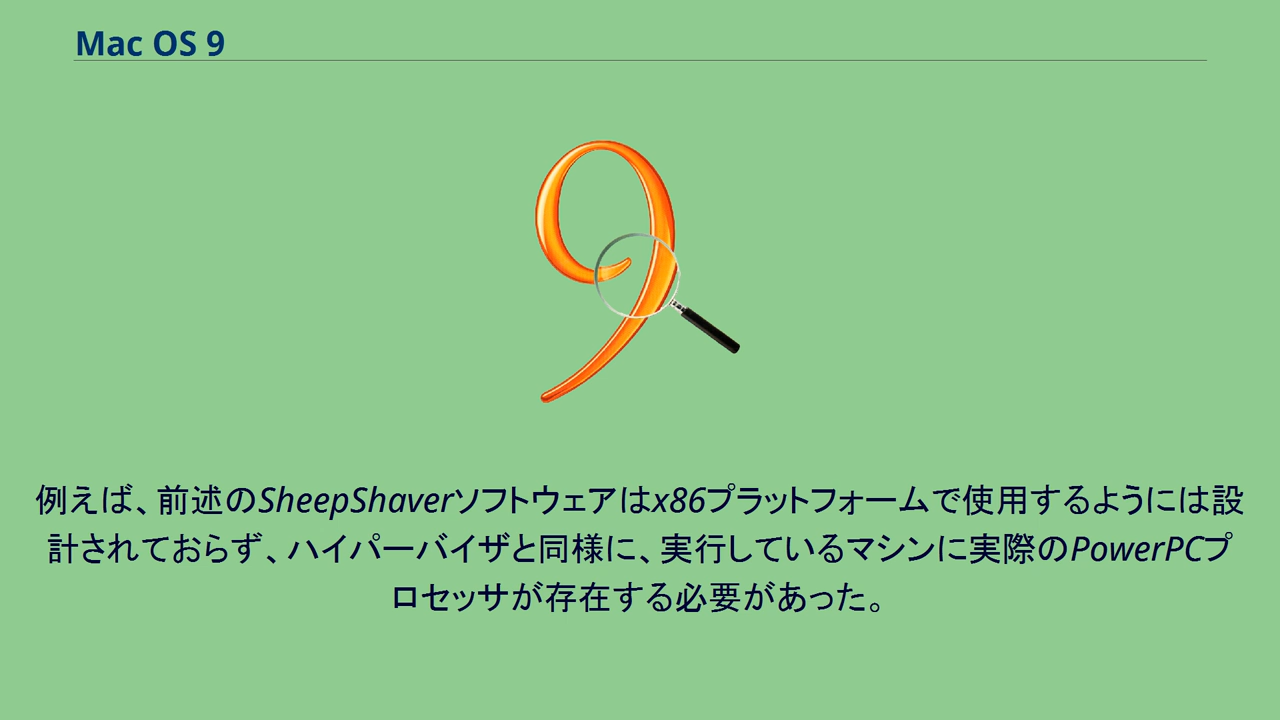 Mac OS 9
例えば、前述のSheepShaverソフトウェアはx86プラットフォームで使用するようには設
計されておらず、ハイパーバイザと同様に、実行しているマシンに実際のPowerPCプ
ロセッサが存在する必要があった。